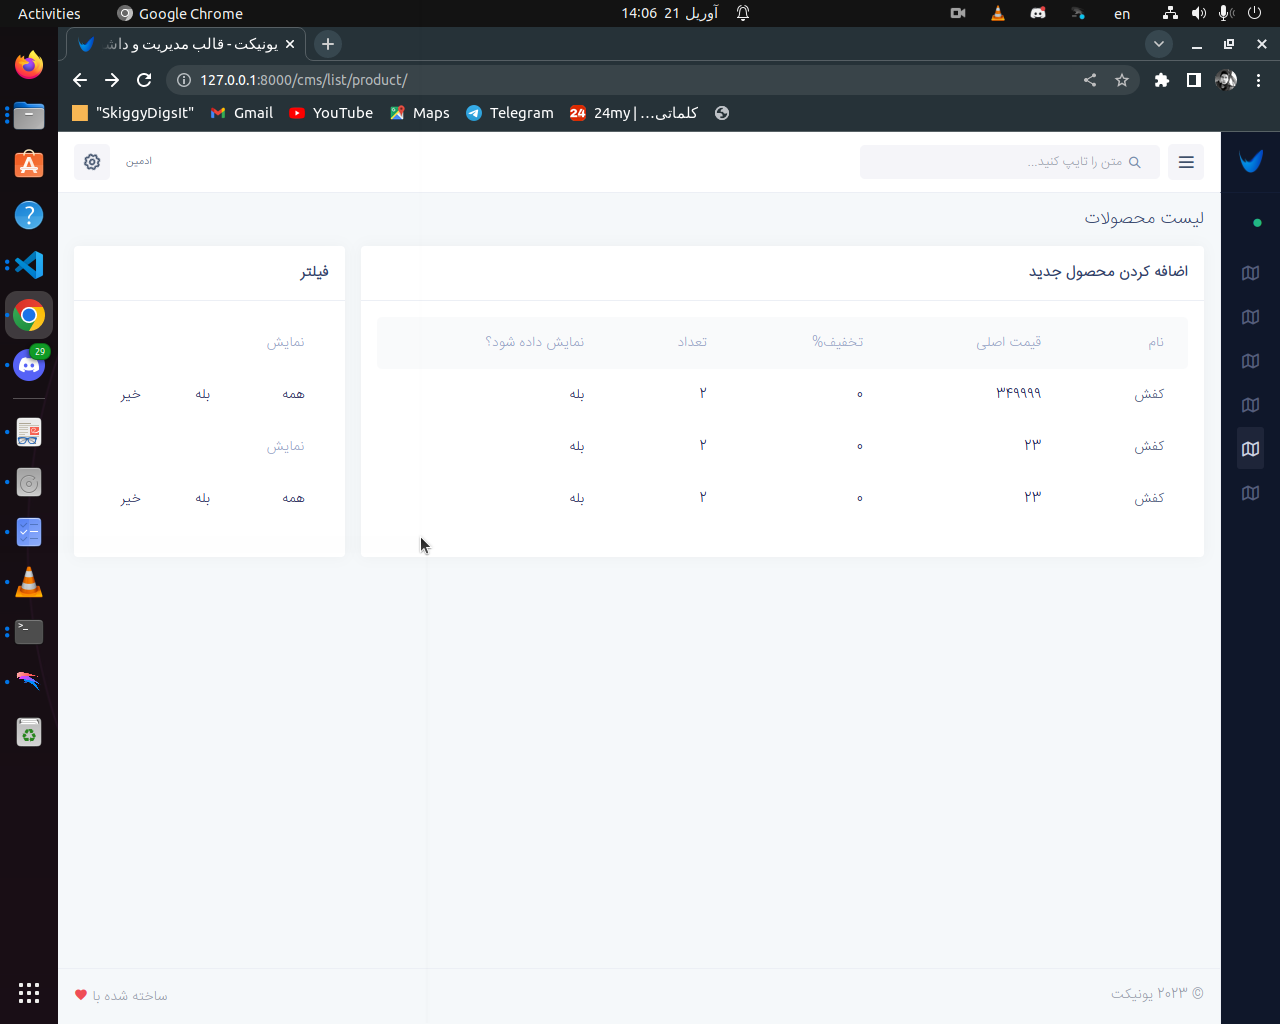 Activities Google Chrome 14:06 21 آوریل en
یونیکت - قالب مدیریت و داش
127.0.0.1:8000/cms/list/product/
"SkiggyDigsIt" Gmail YouTube Maps Telegram 24my | کلماتی...
ادمین متن را تایپ کنید...
لیست محصولات
اضافه کردن محصول جدید
نام قیمت اصلی تخفیف% تعداد نمایش داده شود؟
کفش ۳۴۹۹۹۹ ۰ ۲ بله
کفش ۲۳ ۰ ۲ بله
کفش ۲۳ ۰ ۲ بله
فیلتر
نمایش
همه بله خیر
نمایش
همه بله خیر
29
24
>_
© ۲۰۲۳ یونیکت
ساخته شده با